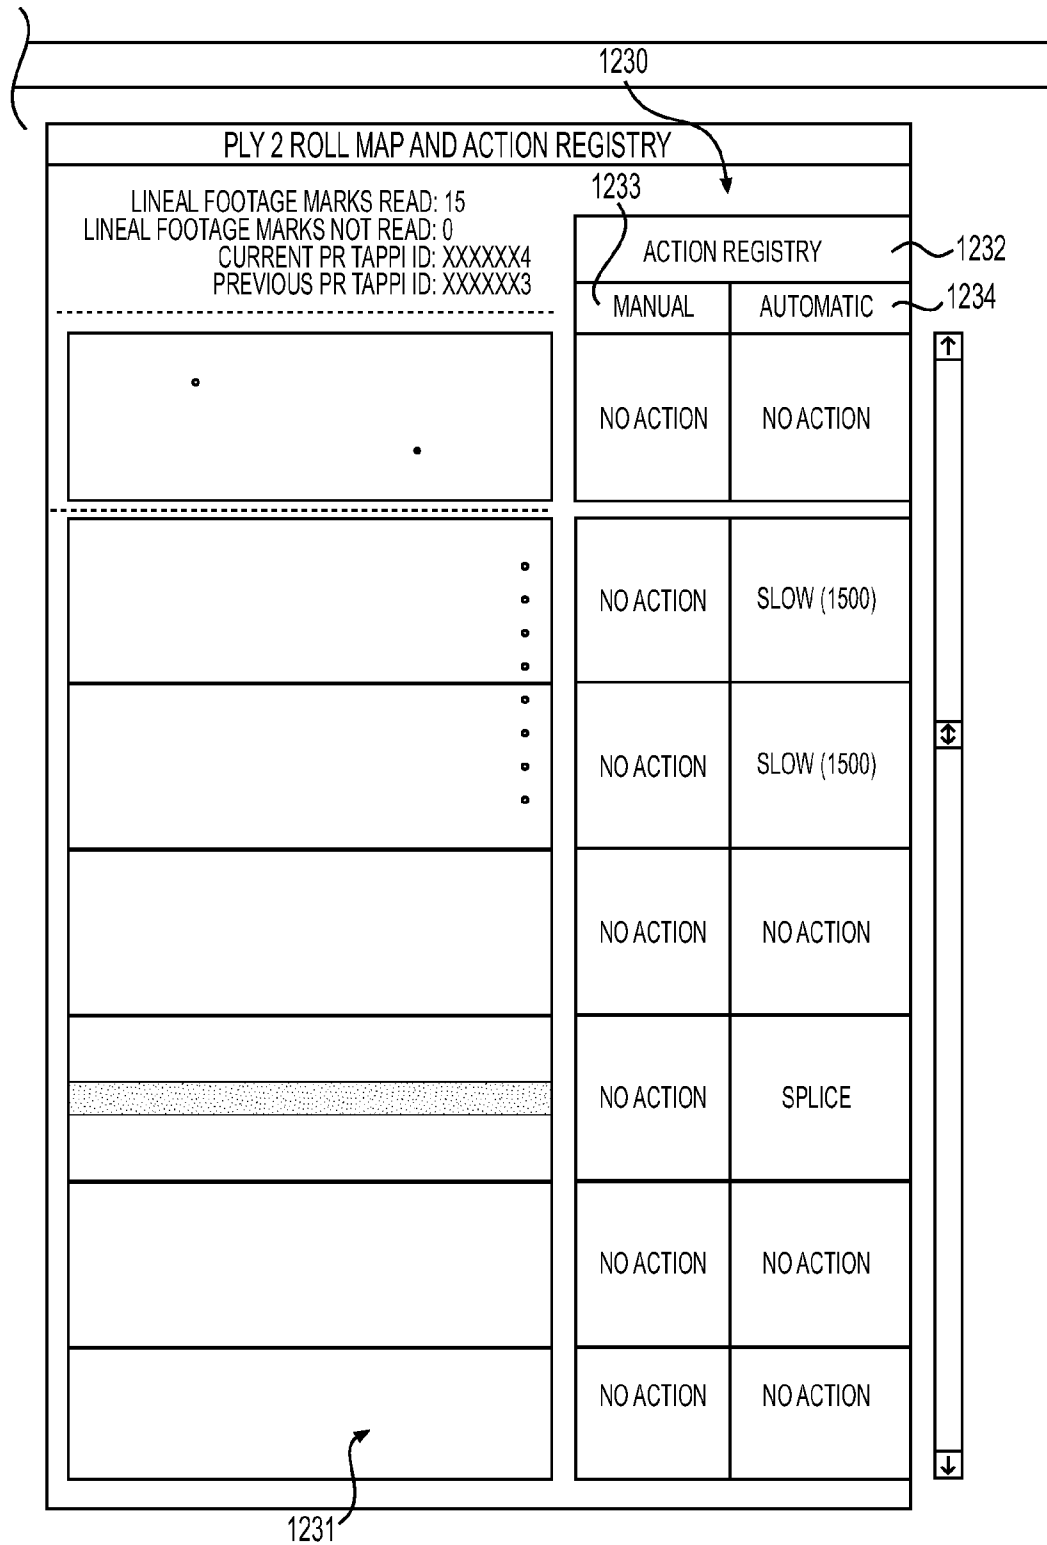 1230
PLY 2 ROLL MAP AND ACTION REGISTRY
LINEAL FOOTAGE MARKS READ: 15
LINEAL FOOTAGE MARKS NOT READ: 0
CURRENT PR TAPPI ID: XXXXXX4
PREVIOUS PR TAPPI ID: XXXXXX3
1233
ACTION REGISTRY
1232
MANUAL AUTOMATIC
1234
NO ACTION NO ACTION
NO ACTION SLOW (1500)
NO ACTION SLOW (1500)
NO ACTION NO ACTION
NO ACTION SPLICE
NO ACTION NO ACTION
NO ACTION NO ACTION
1231